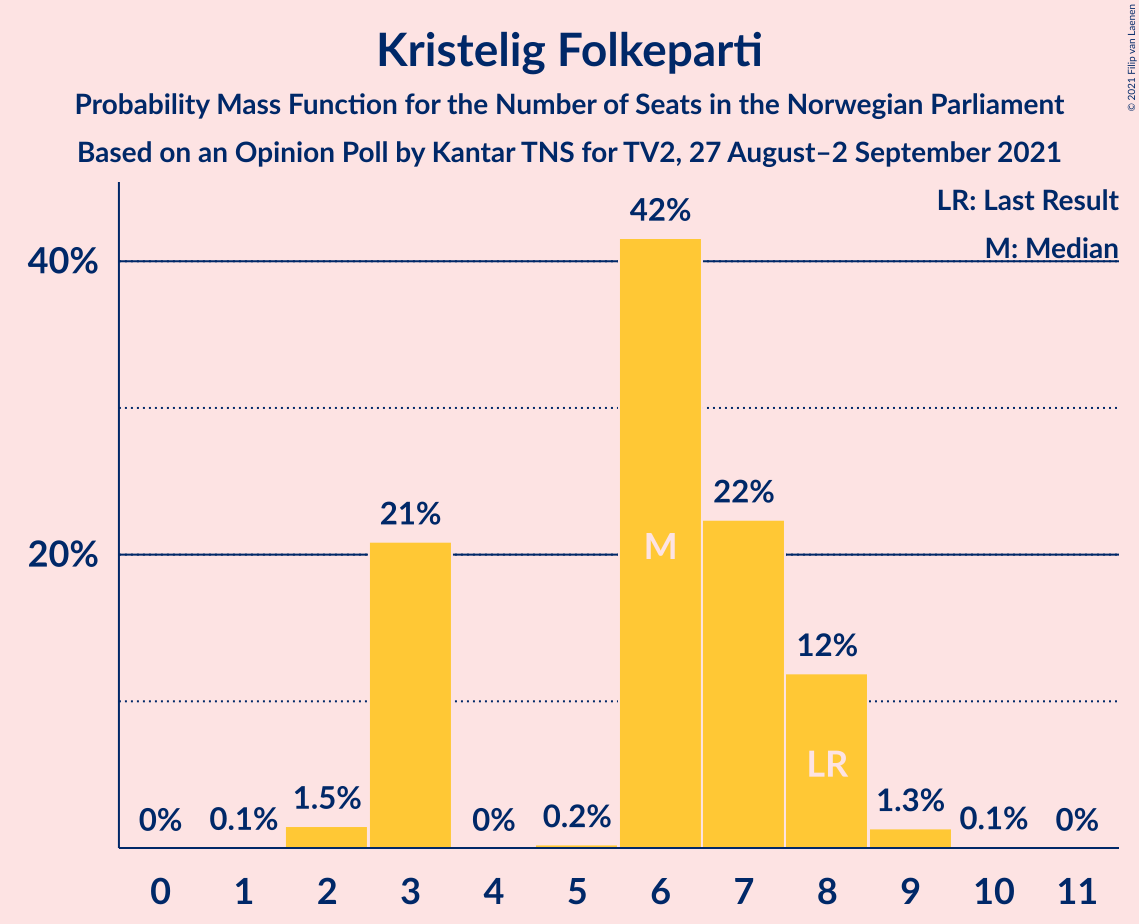 Kristelig Folkeparti
Probability Mass Function for the Number of Seats in the Norwegian Parliament
Based on an Opinion Poll by Kantar TNS for TV2, 27 August–2 September 2021
© 2021 Filip van Laenen
LR: Last Result
M: Median
40%
20%
0%
0.1%
1.5%
21%
0%
0.2%
42%
22%
12%
1.3%
0.1%
0%
M
LR
0 1 2 3 4 5 6 7 8 9 10 11